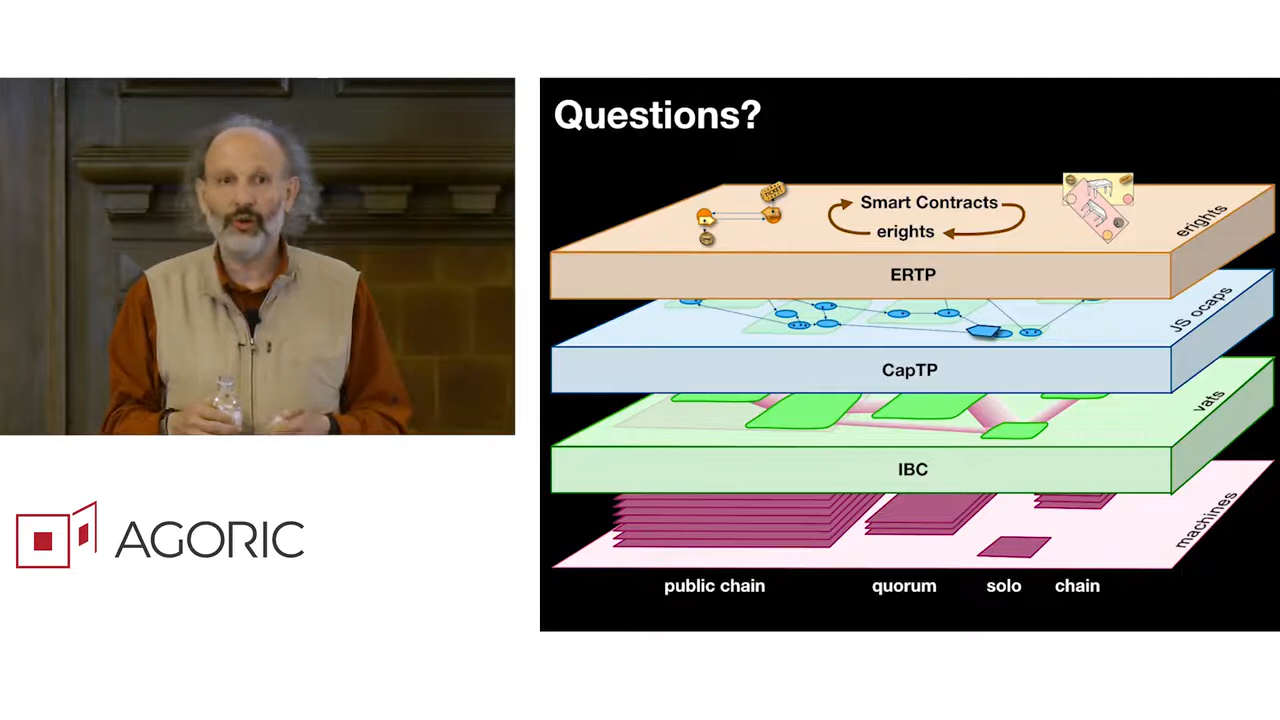 Questions?
Smart Contracts
erights
erights
ERTP
JS ocaps
CapTP
vats
IBC
machines
public chain
quorum
solo
chain
AGORIC